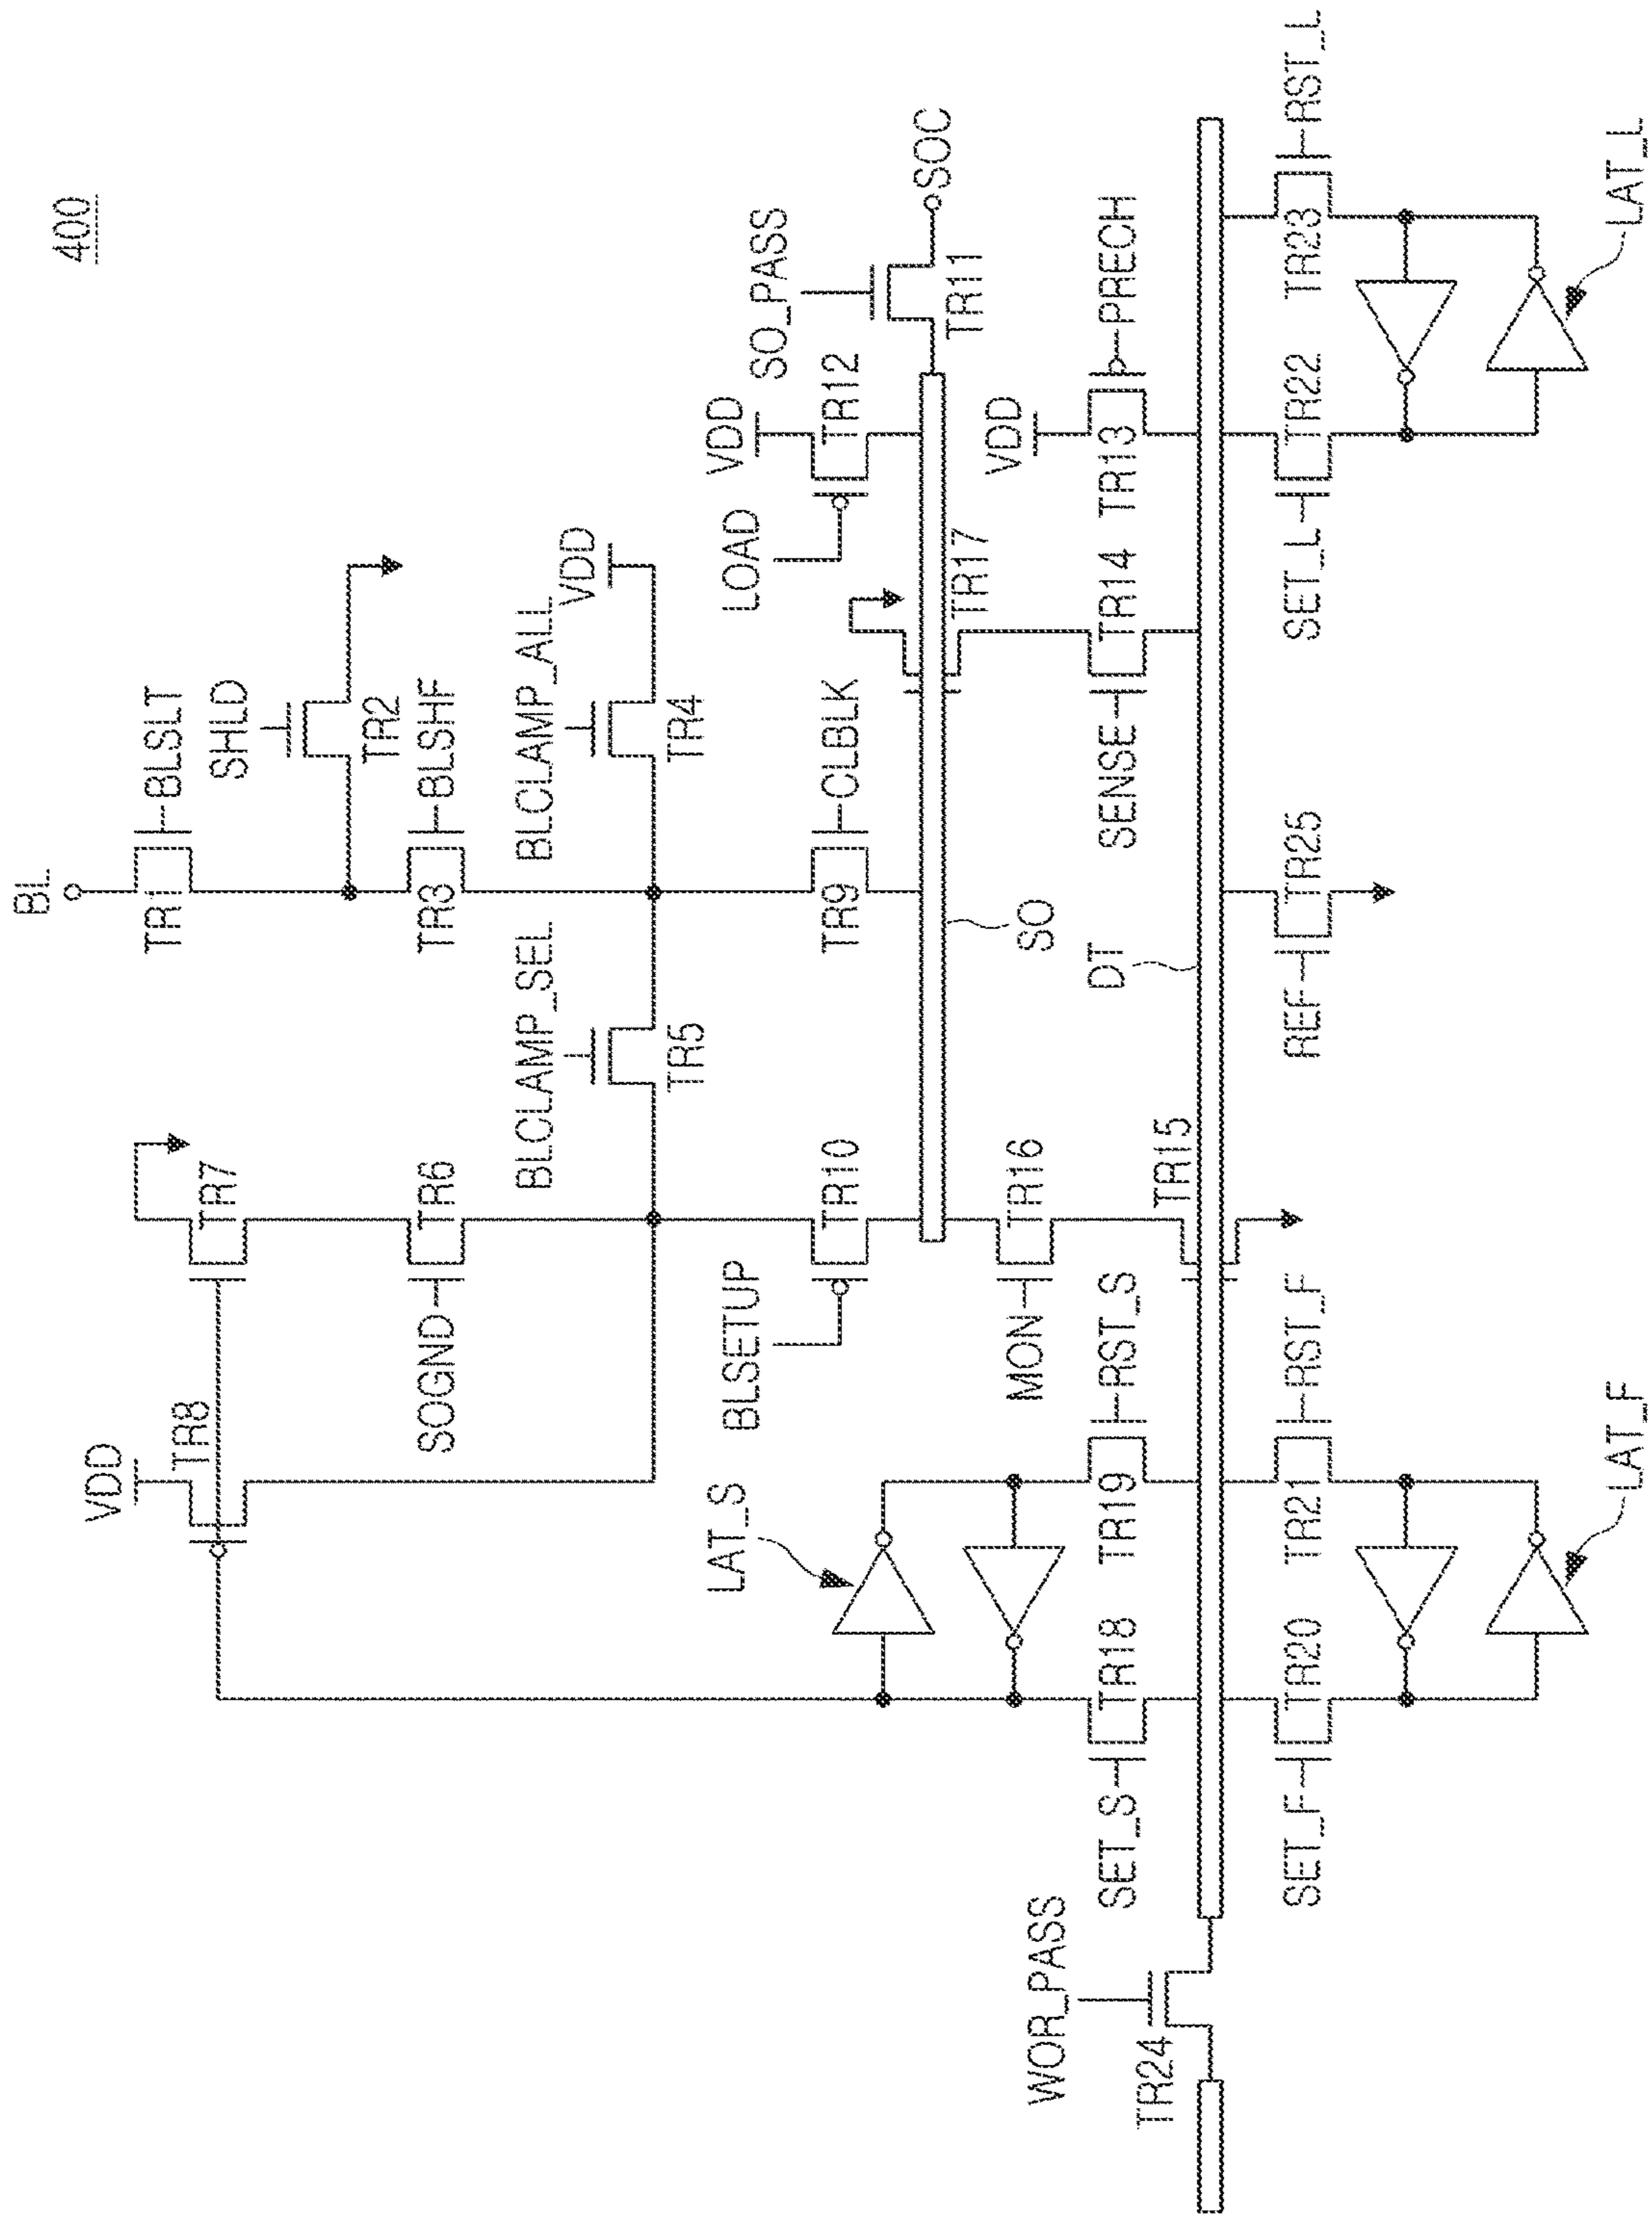 400
BL
BLSLT
TR1
SHLD
TR2
BLSHF
TR3
BLCLAMP_ALL
VDD
TR4
BLCLAMP_SEL
TR5
TR7
TR6
SOGND
VDD
TR8
CLBLK
TR9
BLSETUP
TR10
LOAD
VDD
TR12
SO_PASS
SOC
TR11
SO
TR17
MON
TR16
TR15
DT
VDD
PRECH
TR13
SENSE
TR14
LAT_S
SET_S
TR18
TR19
RST_S
WOR_PASS
TR24
SET_F
TR20
TR21
RST_F
LAT_F
REF
TR25
SET_L
TR22
TR23
RST_L
LAT_L